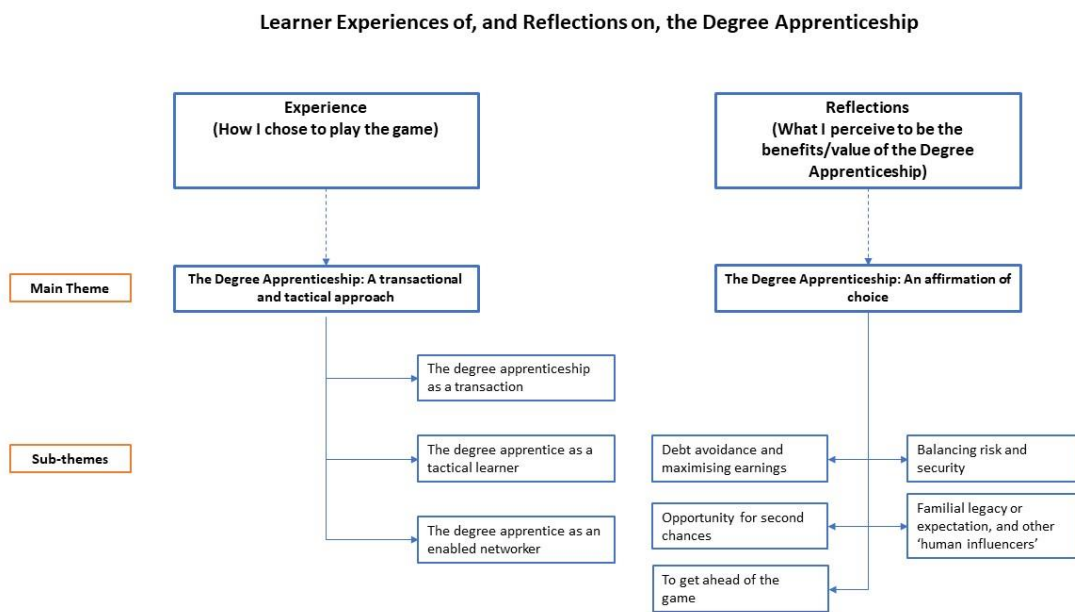 Learner Experiences of, and Reflections on, the Degree Apprenticeship
Experience
(How I chose to play the game)
Reflections
(What I perceive to be the
benefits/value of the Degree
Apprenticeship)
Main Theme
The Degree Apprenticeship: A transactional
and tactical approach
The Degree Apprenticeship: An affirmation of
choice
The degree apprenticeship
as a transaction
Sub-themes
The degree apprentice as a
tactical learner
The degree apprentice as an
enabled networker
Debt avoidance and
maximising earnings
Balancing risk and
security
Opportunity for second
chances
Familial legacy or
expectation, and other
‘human influencers’
To get ahead of the
game